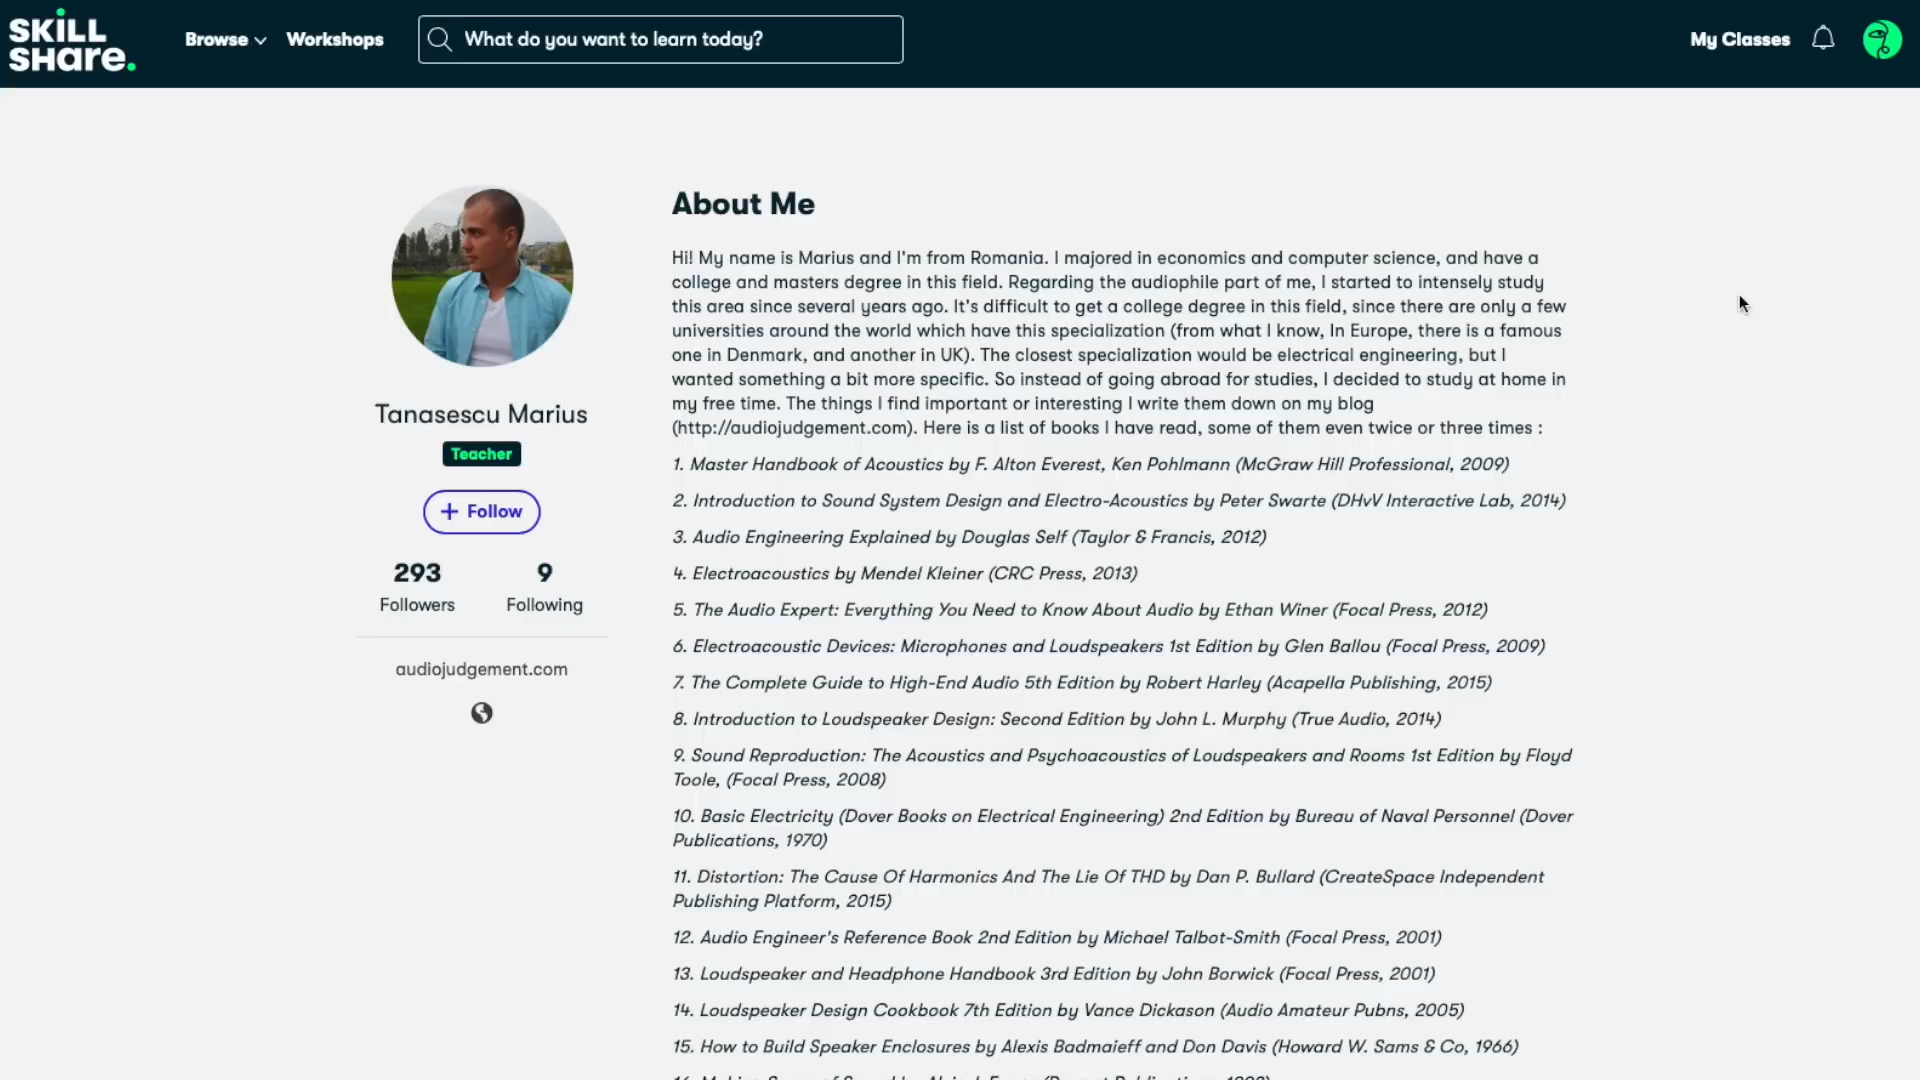 SKiLL
SHare.
Browse
Workshops
What do you want to learn today?
My Classes
Tanasescu Marius
Teacher
+ Follow
293
Followers
9
Following
audiojudgement.com
About Me
Hi! My name is Marius and I'm from Romania. I majored in economics and computer science, and have a
college and masters degree in this field. Regarding the audiophile part of me, I started to intensely study
this area since several years ago. It's difficult to get a college degree in this field, since there are only a few
universities around the world which have this specialization (from what I know, In Europe, there is a famous
one in Denmark, and another in UK). The closest specialization would be electrical engineering, but I
wanted something a bit more specific. So instead of going abroad for studies, I decided to study at home in
my free time. The things I find important or interesting I write them down on my blog
(http://audiojudgement.com). Here is a list of books I have read, some of them even twice or three times :
1. Master Handbook of Acoustics by F. Alton Everest, Ken Pohlmann (McGraw Hill Professional, 2009)
2. Introduction to Sound System Design and Electro-Acoustics by Peter Swarte (DHvV Interactive Lab, 2014)
3. Audio Engineering Explained by Douglas Self (Taylor & Francis, 2012)
4. Electroacoustics by Mendel Kleiner (CRC Press, 2013)
5. The Audio Expert: Everything You Need to Know About Audio by Ethan Winer (Focal Press, 2012)
6. Electroacoustic Devices: Microphones and Loudspeakers 1st Edition by Glen Ballou (Focal Press, 2009)
7. The Complete Guide to High-End Audio 5th Edition by Robert Harley (Acapella Publishing, 2015)
8. Introduction to Loudspeaker Design: Second Edition by John L. Murphy (True Audio, 2014)
9. Sound Reproduction: The Acoustics and Psychoacoustics of Loudspeakers and Rooms 1st Edition by Floyd
Toole, (Focal Press, 2008)
10. Basic Electricity (Dover Books on Electrical Engineering) 2nd Edition by Bureau of Naval Personnel (Dover
Publications, 1970)
11. Distortion: The Cause Of Harmonics And The Lie Of THD by Dan P. Bullard (CreateSpace Independent
Publishing Platform, 2015)
12. Audio Engineer's Reference Book 2nd Edition by Michael Talbot-Smith (Focal Press, 2001)
13. Loudspeaker and Headphone Handbook 3rd Edition by John Borwick (Focal Press, 2001)
14. Loudspeaker Design Cookbook 7th Edition by Vance Dickason (Audio Amateur Pubns, 2005)
15. How to Build Speaker Enclosures by Alexis Badmaieff and Don Davis (Howard W. Sams & Co, 1966)